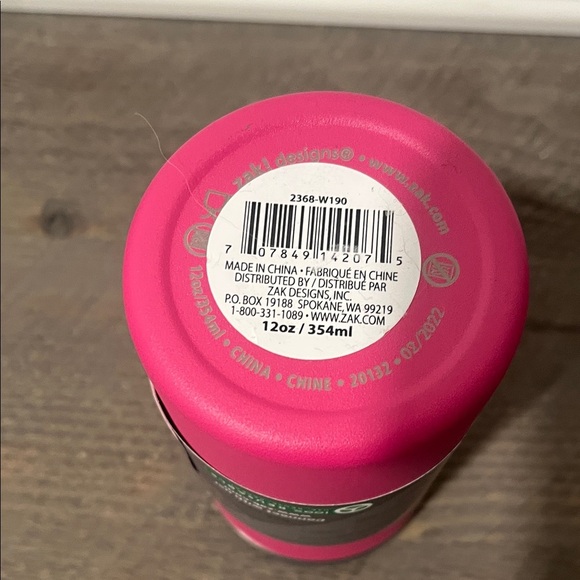 zak! designs® • www.zak.com
2368-W190
7 07849 14207 5
MADE IN CHINA • FABRIQUÉ EN CHINE
DISTRIBUTED BY / DISTRIBUÉ PAR
ZAK DESIGNS, INC.
P.O. BOX 19188 SPOKANE, WA 99219
1-800-331-1089 • WWW.ZAK.COM
12oz / 354ml
12oz/354ml • CHINA • CHINE • 20132 • 02/2022